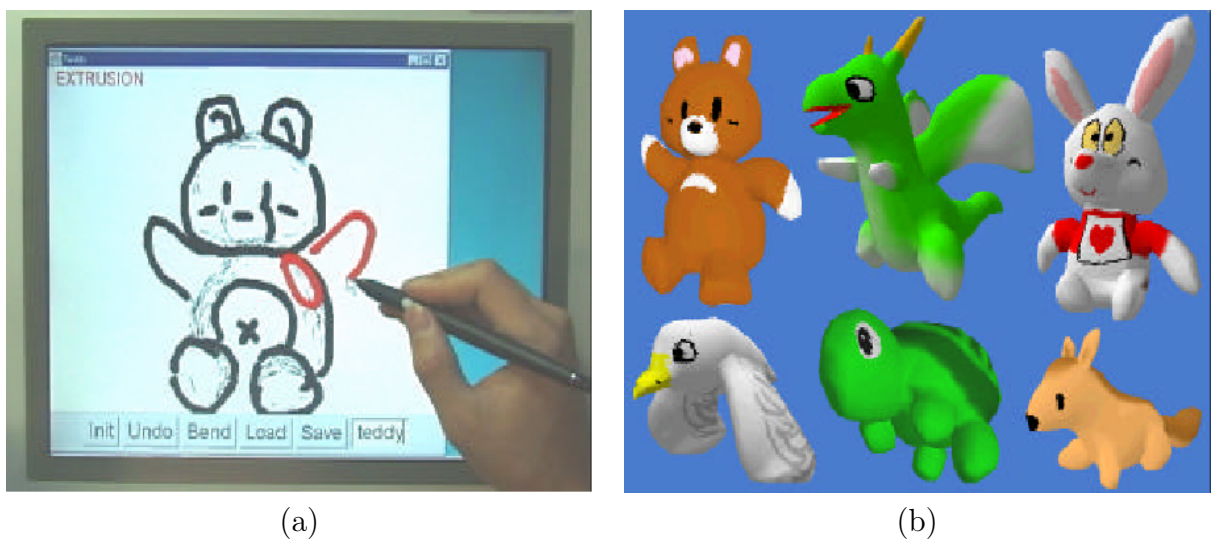 Teddy
EXTRUSION
Init Undo Bend Load Save teddy
(a)
(b)